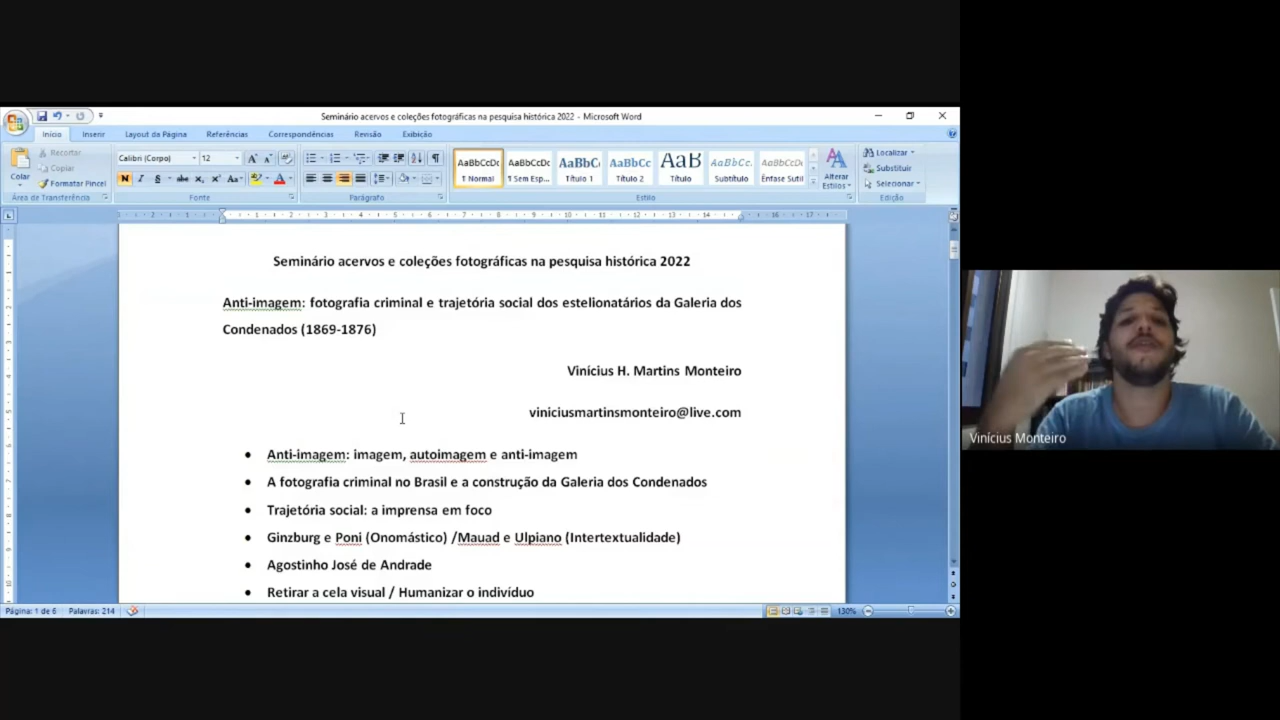 Seminário acervos e coleções fotográficas na pesquisa histórica 2022 - Microsoft Word
Início Inserir Layout da Página Referências Correspondências Revisão Exibição
Colar
Recortar
Copiar
Formatar Pincel
Área de Transferência
Calibri (Corpo) 12
Fonte
Parágrafo
AaBbCcDc AaBbCcDc AaBbC AaBbCc AaB AaBbCc. AaBbCcDc
¶ Normal ¶ Sem Esp... Título 1 Título 2 Título Subtítulo Ênfase Sutil
Alterar Estilos
Estilo
Localizar
Substituir
Selecionar
Edição
Seminário acervos e coleções fotográficas na pesquisa histórica 2022
Anti-imagem: fotografia criminal e trajetória social dos estelionatários da Galeria dos
Condenados (1869-1876)
Vinícius H. Martins Monteiro
viniciusmartinsmonteiro@live.com
• Anti-imagem: imagem, autoimagem e anti-imagem
• A fotografia criminal no Brasil e a construção da Galeria dos Condenados
• Trajetória social: a imprensa em foco
• Ginzburg e Poni (Onomástico) /Mauad e Ulpiano (Intertextualidade)
• Agostinho José de Andrade
• Retirar a cela visual / Humanizar o indivíduo
Página: 1 de 6 Palavras: 214 130%
Vinícius Monteiro